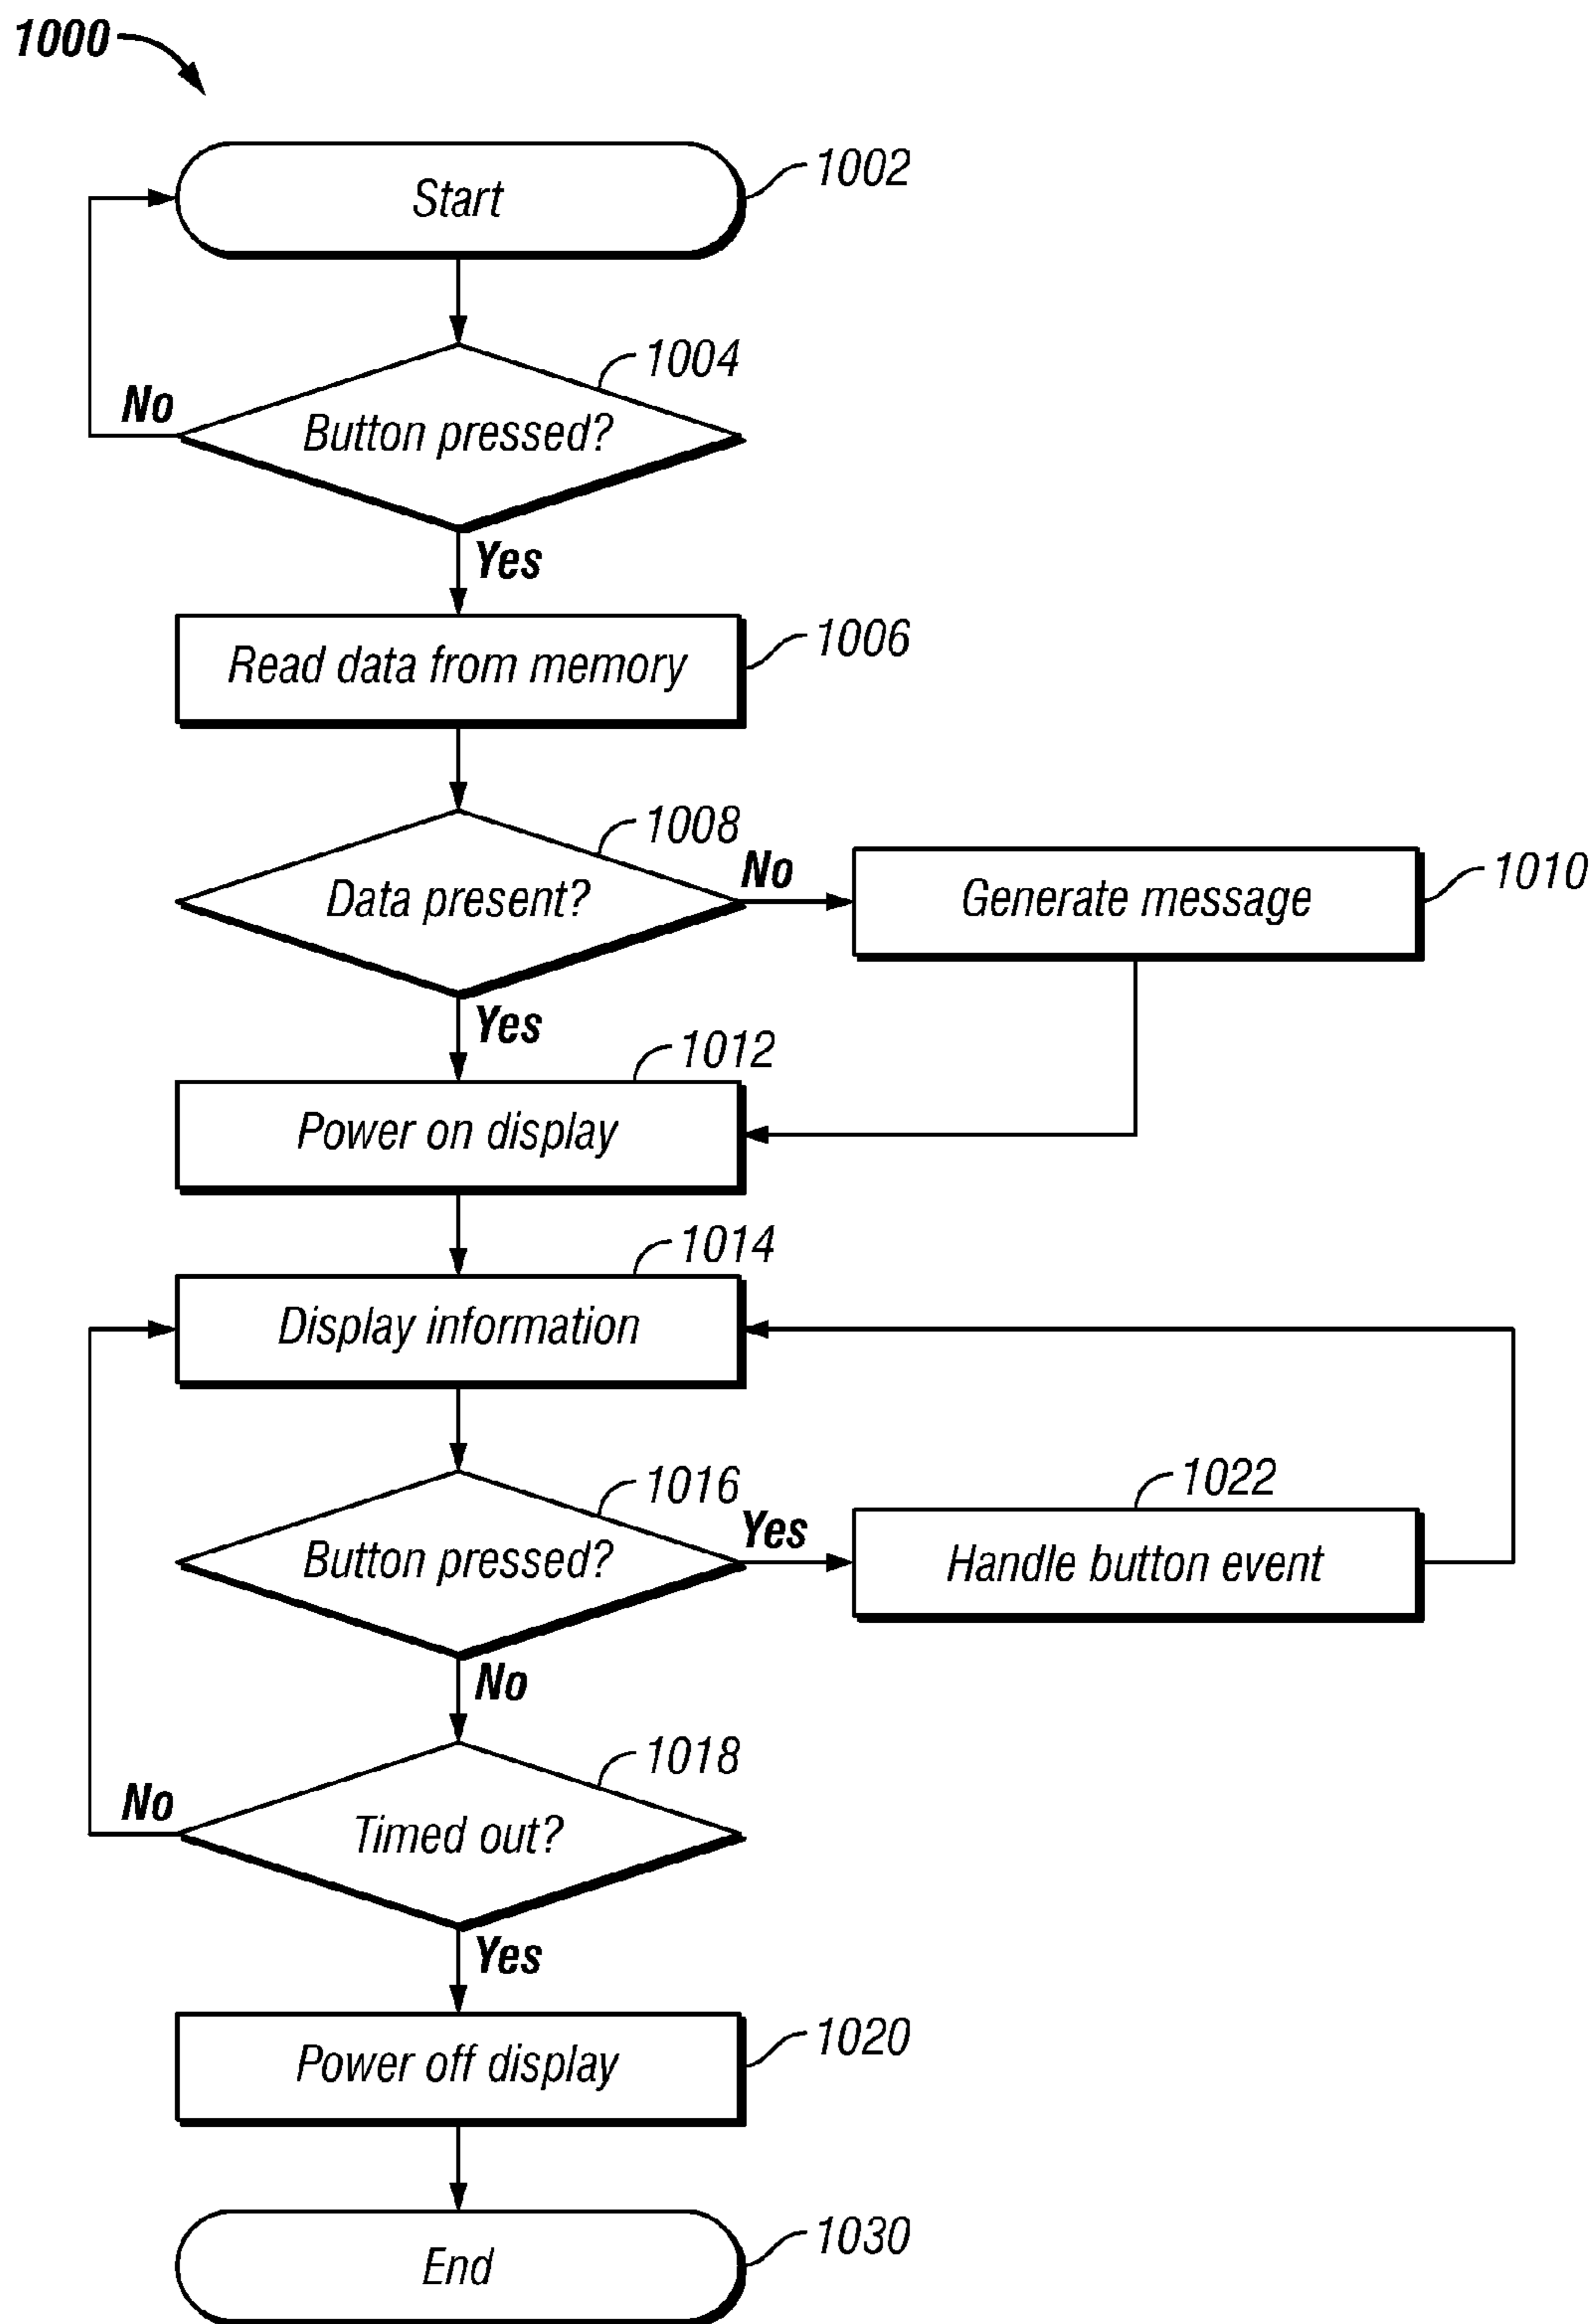 1000
Start
1002
1004
No
Button pressed?
Yes
Read data from memory
1006
1008
Data present?
No
Generate message
1010
Yes
1012
Power on display
1014
Display information
1016
Button pressed?
Yes
1022
Handle button event
No
1018
No
Timed out?
Yes
Power off display
1020
End
1030